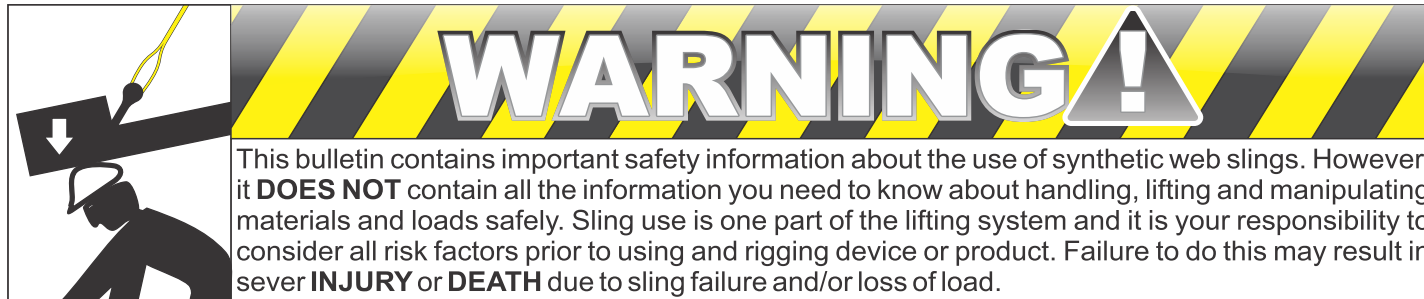 WARNING!
This bulletin contains important safety information about the use of synthetic web slings. However
it DOES NOT contain all the information you need to know about handling, lifting and manipulating
materials and loads safely. Sling use is one part of the lifting system and it is your responsibility to
consider all risk factors prior to using and rigging device or product. Failure to do this may result in
sever INJURY or DEATH due to sling failure and/or loss of load.